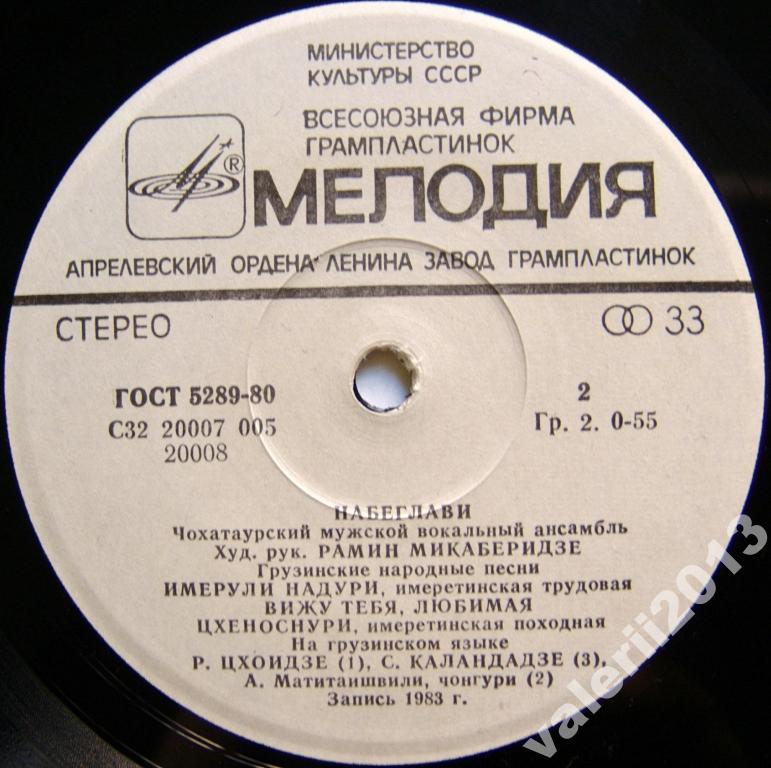 МИНИСТЕРСТВО
КУЛЬТУРЫ СССР
ВСЕСОЮЗНАЯ ФИРМА
ГРАМПЛАСТИНОК
®
МЕЛОДИЯ
АПРЕЛЕВСКИЙ ОРДЕНА ЛЕНИНА ЗАВОД ГРАМПЛАСТИНОК
СТЕРЕО
33
ГОСТ 5289-80
2
С32 20007 005
Гр. 2. 0-55
20008
НАБЕГЛАВИ
Чохатаурский мужской вокальный ансамбль
Худ. рук. РАМИН МИКАБЕРИДЗЕ
Грузинские народные песни
ИМЕРУЛИ НАДУРИ, имеретинская трудовая
ВИЖУ ТЕБЯ, ЛЮБИМАЯ
ЦХЕНОСНУРИ, имеретинская походная
На грузинском языке
Р. ЦХОИДЗЕ (1), С. КАЛАНДАДЗЕ (3),
А. Матитаишвили, чонгури (2)
Запись 1983 г.
valerii2013